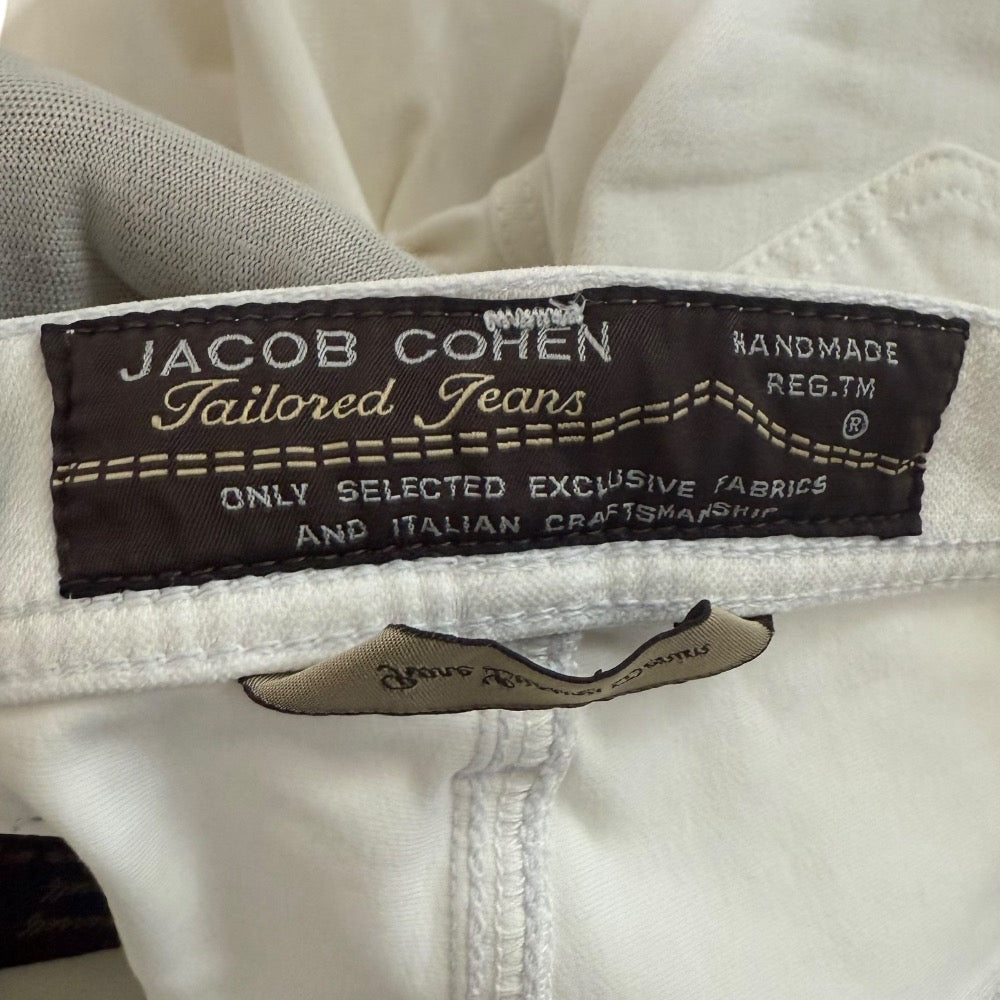 JACOB COHEN
Tailored Jeans
HANDMADE
REG.TM
®
ONLY SELECTED EXCLUSIVE FABRICS
AND ITALIAN CRAFTSMANSHIP